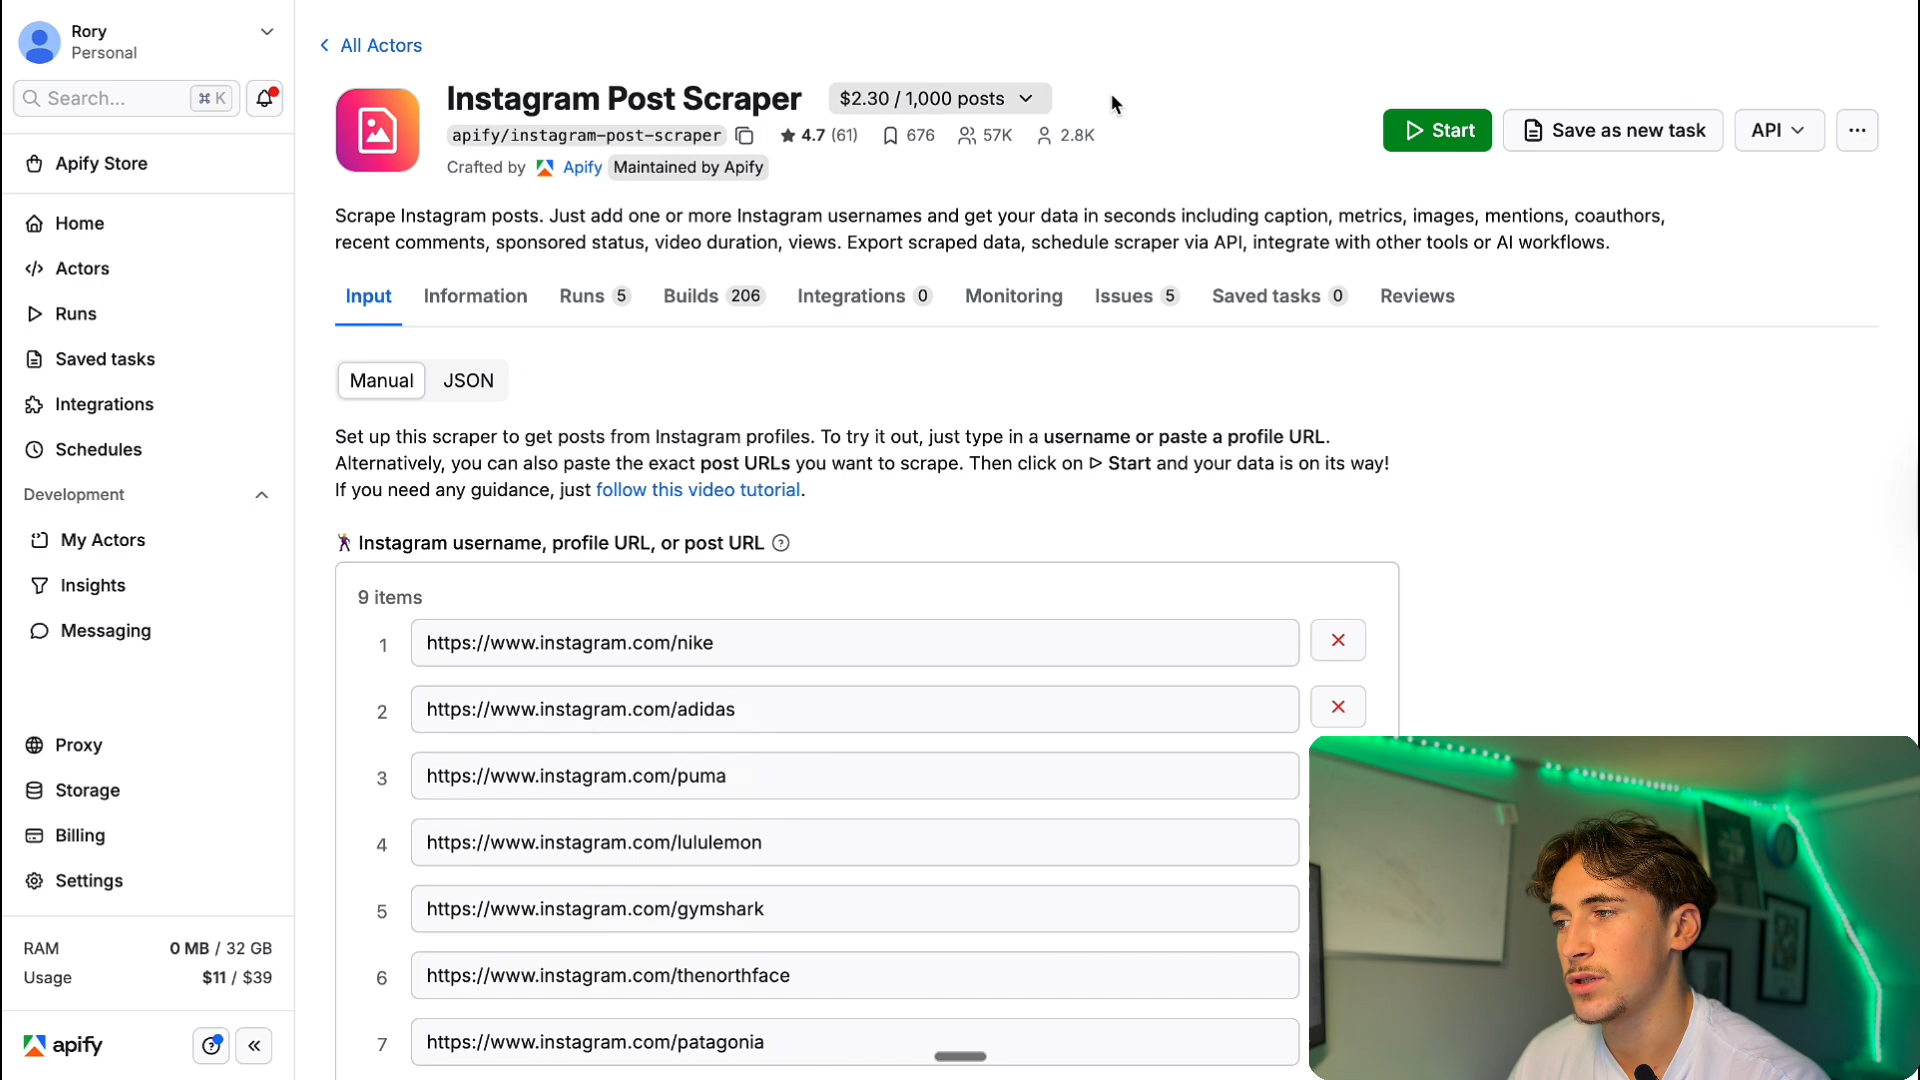 Rory
Personal
Search...
⌘ K
Apify Store
Home
Actors
Runs
Saved tasks
Integrations
Schedules
Development
My Actors
Insights
Messaging
Proxy
Storage
Billing
Settings
RAM 0 MB / 32 GB
Usage $11 / $39
apify
All Actors
Instagram Post Scraper
$2.30 / 1,000 posts
apify/instagram-post-scraper
4.7 (61)
676
57K
2.8K
Crafted by Apify Maintained by Apify
Start
Save as new task
API
Scrape Instagram posts. Just add one or more Instagram usernames and get your data in seconds including caption, metrics, images, mentions, coauthors,
recent comments, sponsored status, video duration, views. Export scraped data, schedule scraper via API, integrate with other tools or AI workflows.
Input
Information
Runs 5
Builds 206
Integrations 0
Monitoring
Issues 5
Saved tasks 0
Reviews
Manual
JSON
Set up this scraper to get posts from Instagram profiles. To try it out, just type in a username or paste a profile URL.
Alternatively, you can also paste the exact post URLs you want to scrape. Then click on ▷ Start and your data is on its way!
If you need any guidance, just follow this video tutorial.
🕺 Instagram username, profile URL, or post URL
9 items
1 https://www.instagram.com/nike
2 https://www.instagram.com/adidas
3 https://www.instagram.com/puma
4 https://www.instagram.com/lululemon
5 https://www.instagram.com/gymshark
6 https://www.instagram.com/thenorthface
7 https://www.instagram.com/patagonia